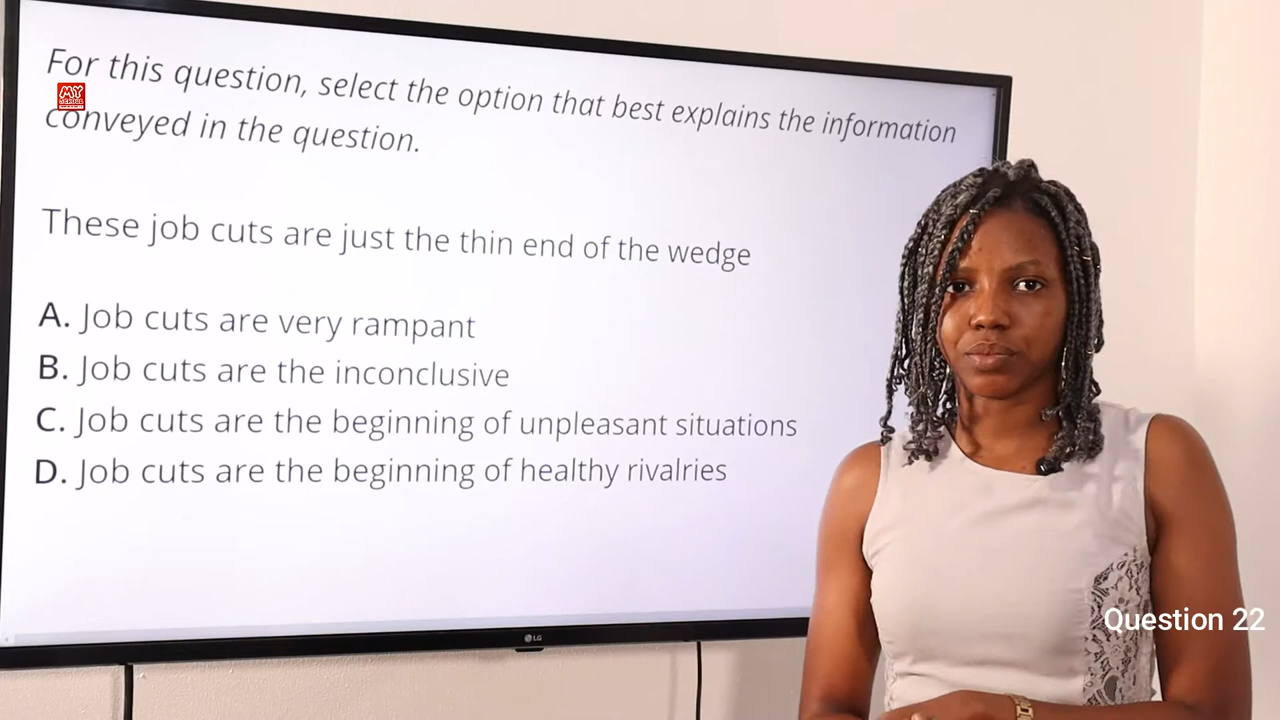 For this question, select the option that best explains the information
conveyed in the question.
These job cuts are just the thin end of the wedge
A. Job cuts are very rampant
B. Job cuts are the inconclusive
C. Job cuts are the beginning of unpleasant situations
D. Job cuts are the beginning of healthy rivalries
MY
SCHOOL
LG
Question 22